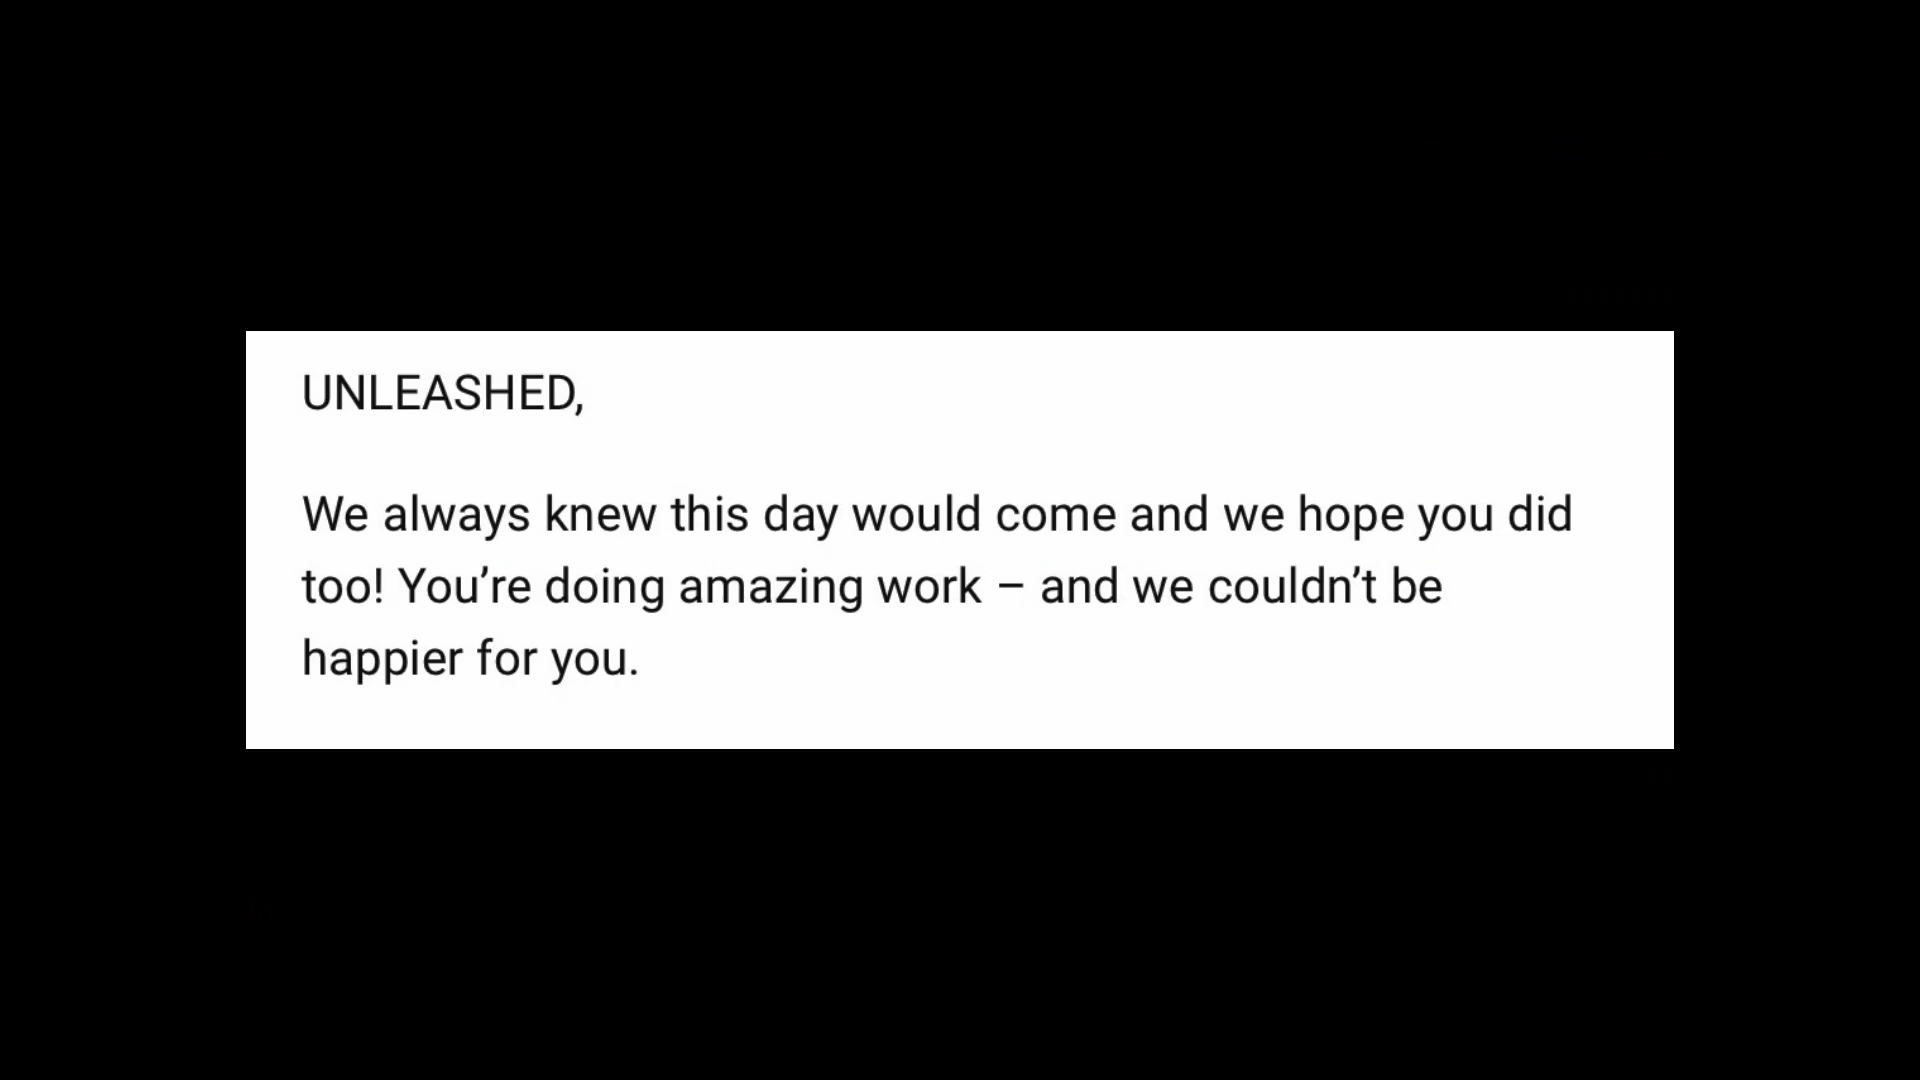 UNLEASHED,
We always knew this day would come and we hope you did
too! You’re doing amazing work – and we couldn’t be
happier for you.